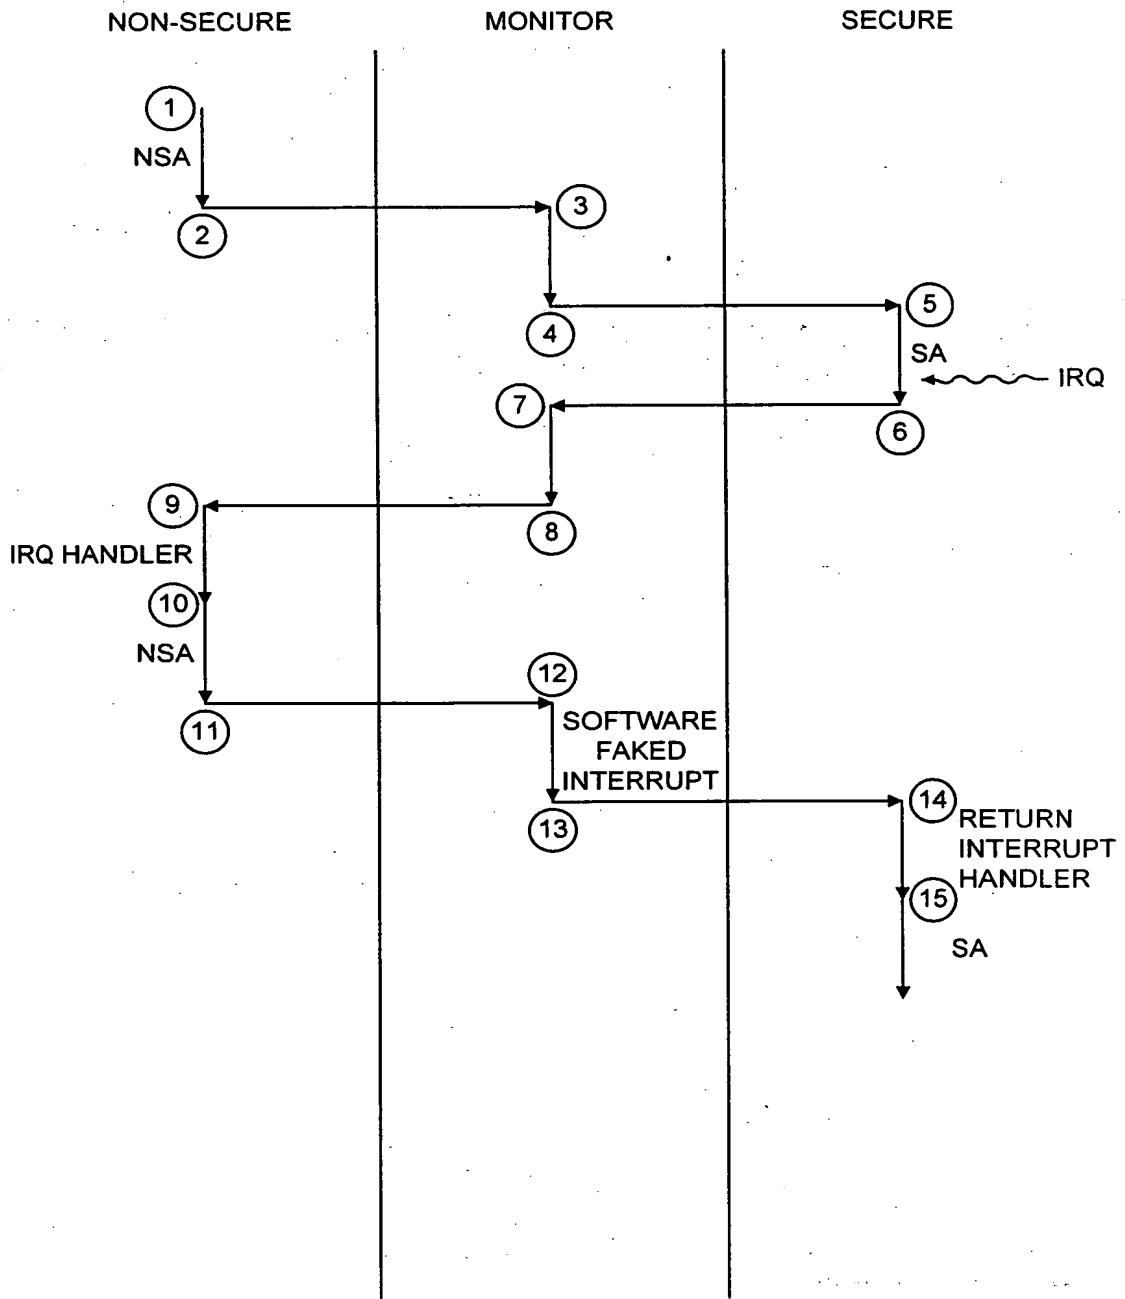 NON-SECURE
MONITOR
SECURE
1
NSA
2
3
4
5
SA
IRQ
6
7
8
9
IRQ HANDLER
10
NSA
11
12
SOFTWARE
FAKED
INTERRUPT
13
14
RETURN
INTERRUPT
HANDLER
15
SA